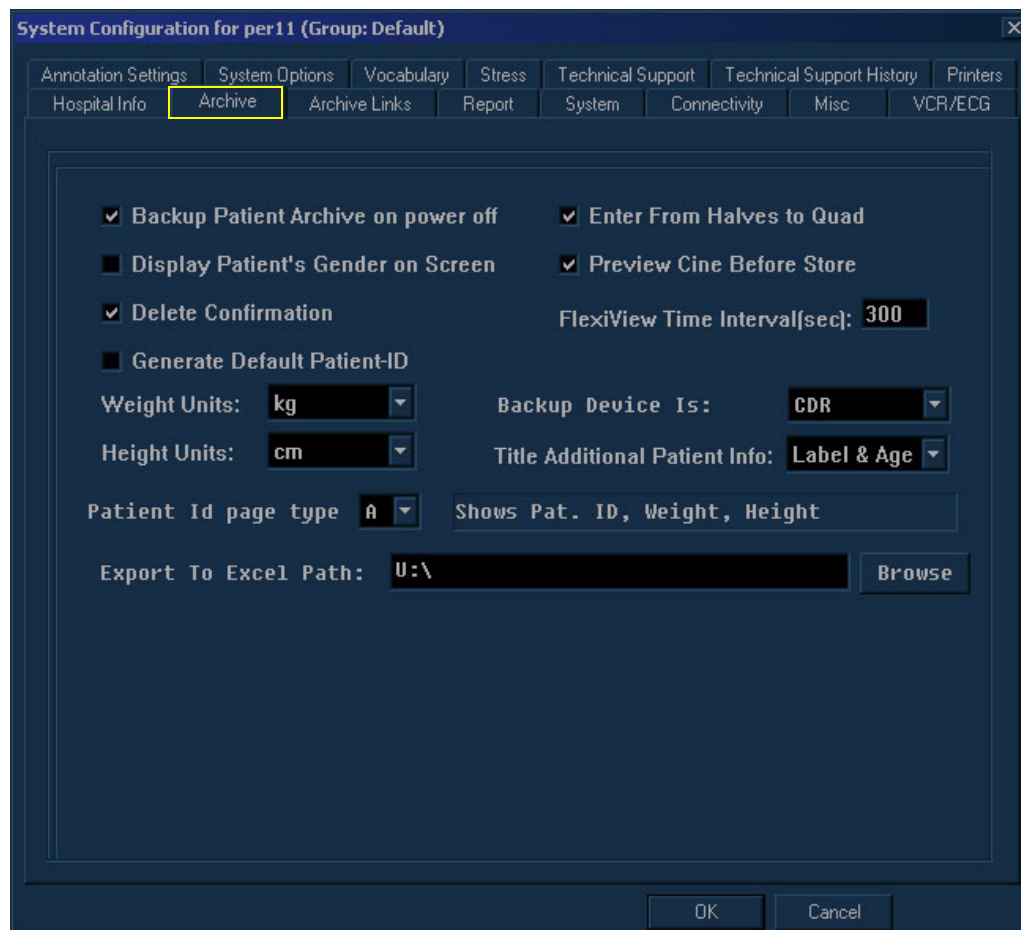 System Configuration for per11 (Group: Default)
Annotation Settings System Options Vocabulary Stress Technical Support Technical Support History Printers
Hospital Info Archive Archive Links Report System Connectivity Misc VCR/ECG
Backup Patient Archive on power off Enter From Halves to Quad
Display Patient's Gender on Screen Preview Cine Before Store
Delete Confirmation FlexiView Time Interval[sec]: 300
Generate Default Patient-ID
Weight Units: kg Backup Device Is: CDR
Height Units: cm Title Additional Patient Info: Label & Age
Patient Id page type A Shows Pat. ID, Weight, Height
Export To Excel Path: U:\ Browse
OK Cancel